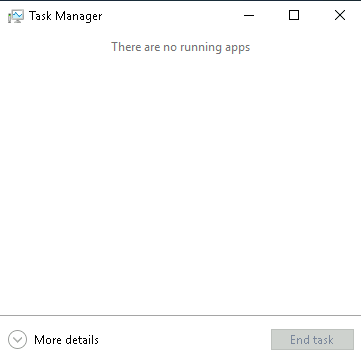 Task Manager
There are no running apps
More details
End task